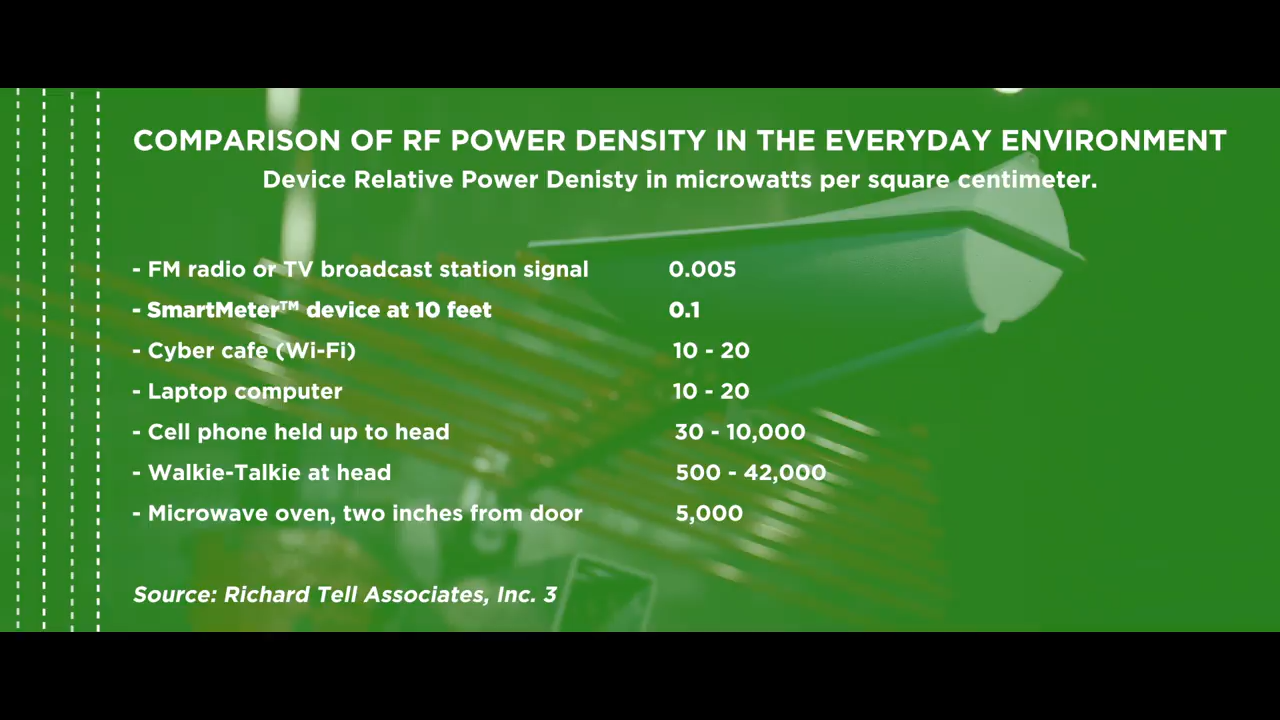 COMPARISON OF RF POWER DENSITY IN THE EVERYDAY ENVIRONMENT
Device Relative Power Denisty in microwatts per square centimeter.
- FM radio or TV broadcast station signal 0.005
- SmartMeter™ device at 10 feet 0.1
- Cyber cafe (Wi-Fi) 10 - 20
- Laptop computer 10 - 20
- Cell phone held up to head 30 - 10,000
- Walkie-Talkie at head 500 - 42,000
- Microwave oven, two inches from door 5,000
Source: Richard Tell Associates, Inc. 3